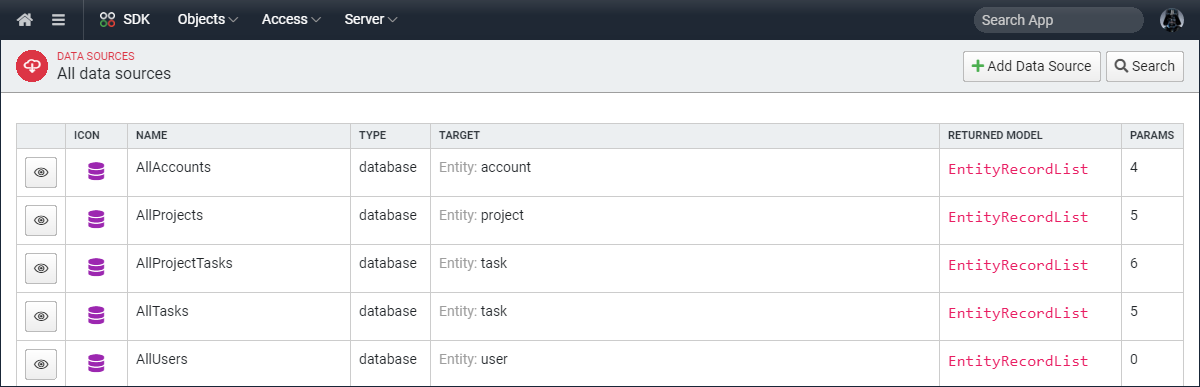 SDK Objects Access Server Search App
DATA SOURCES
All data sources
Add Data Source Search
ICON NAME TYPE TARGET RETURNED MODEL PARAMS
AllAccounts database Entity: account EntityRecordList 4
AllProjects database Entity: project EntityRecordList 5
AllProjectTasks database Entity: task EntityRecordList 6
AllTasks database Entity: task EntityRecordList 5
AllUsers database Entity: user EntityRecordList 0